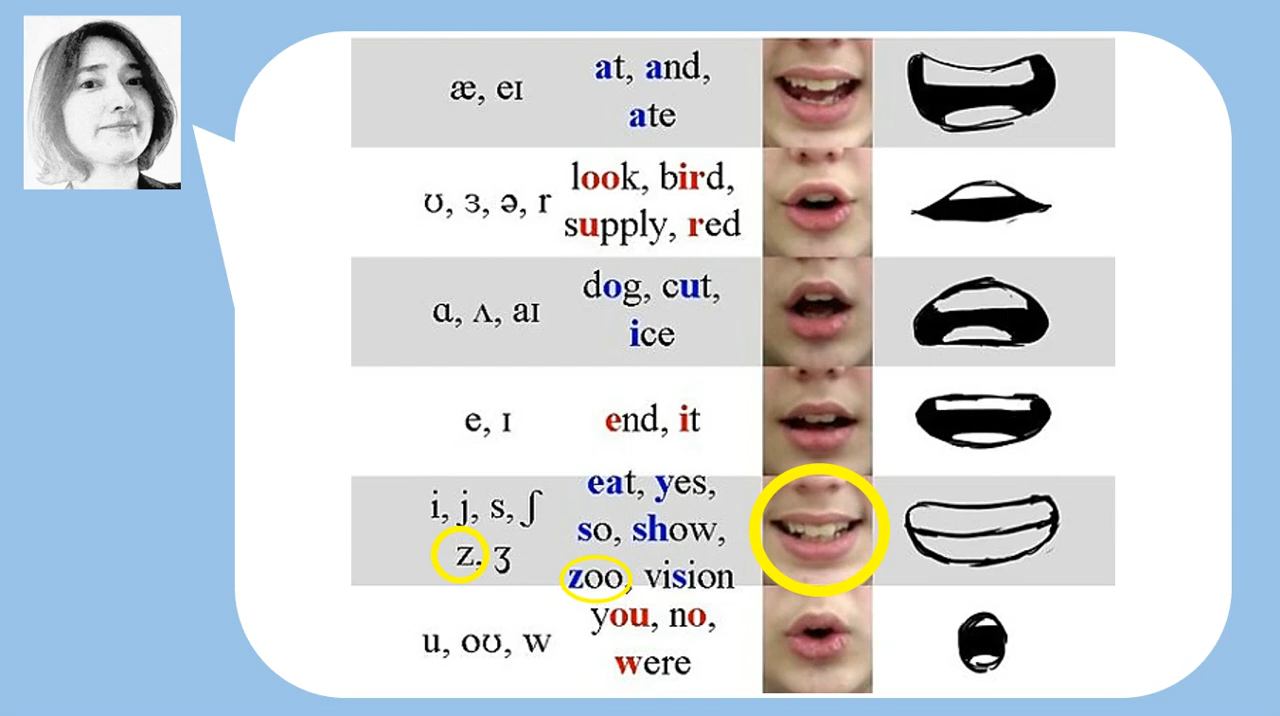 æ, eɪ
at, and,
ate
ʊ, ɜ, ə, r
look, bird,
supply, red
ɑ, ʌ, aɪ
dog, cut,
ice
e, ɪ
end, it
i, j, s, ʃ
z, ʒ
eat, yes,
so, show,
zoo, vision
u, oʊ, w
you, no,
were